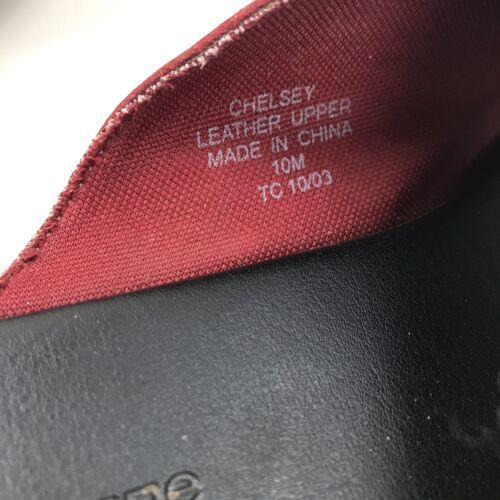 CHELSEY
LEATHER UPPER
MADE IN CHINA
10M
TC 10/03